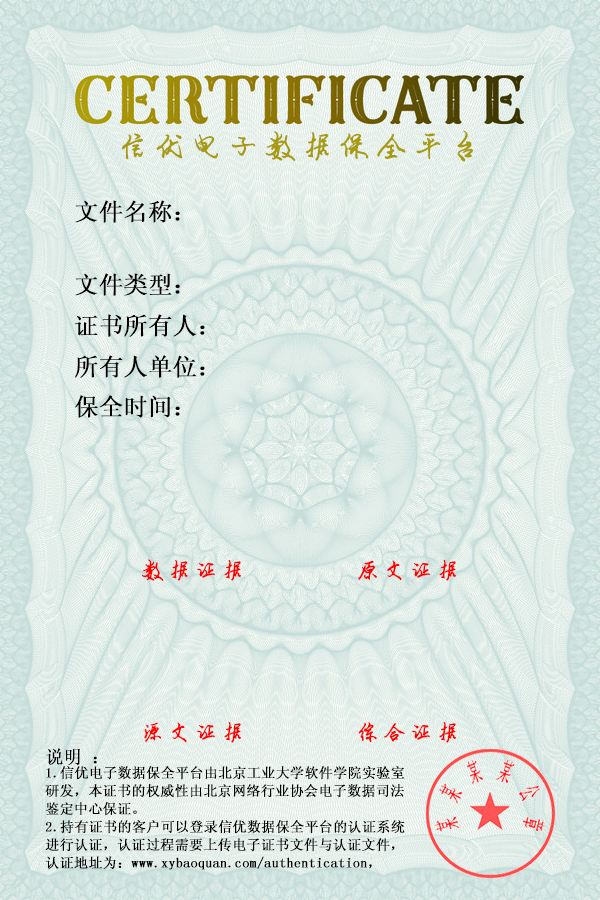 CERTIFICATE
信优电子数据保全平台
文件名称：
文件类型：
证书所有人：
所有人单位：
保全时间：
数据证据 原文证据
源文证据 综合证据
说明 ：
1.信优电子数据保全平台由北京工业大学软件学院实验室
研发，本证书的权威性由北京网络行业协会电子数据司法
鉴定中心保证。
2.持有证书的客户可以登录信优数据保全平台的认证系统
进行认证，认证过程需要上传电子证书文件与认证文件，
认证地址为：www.xybaoquan.com/authentication，
某某某某公章